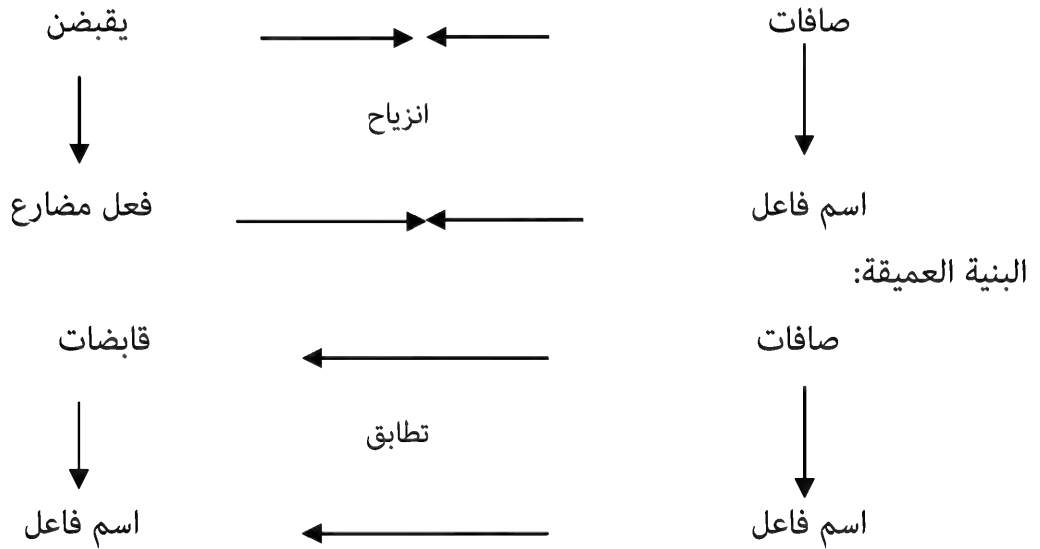 صافات يقبضن
انزياح
اسم فاعل فعل مضارع
البنية العميقة:
صافات قابضات
تطابق
اسم فاعل اسم فاعل